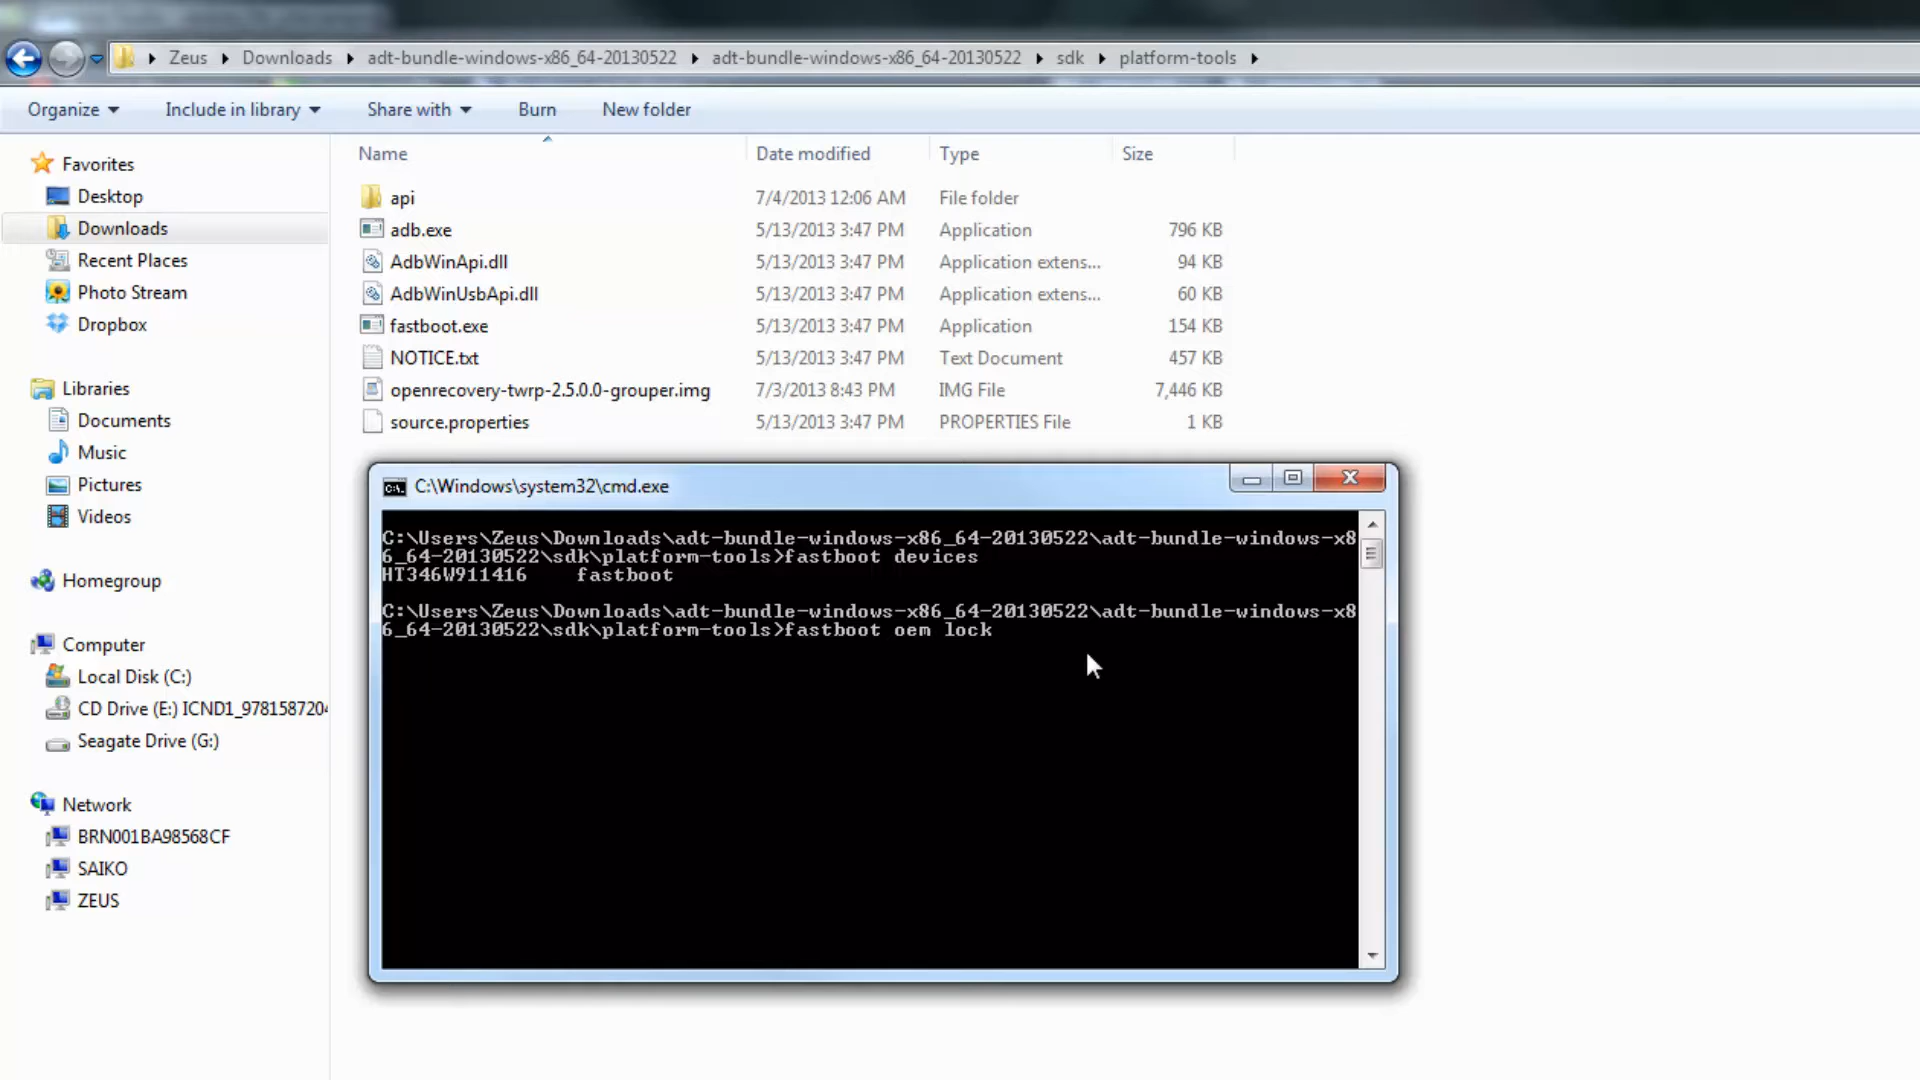 Zeus Downloads adt-bundle-windows-x86_64-20130522 adt-bundle-windows-x86_64-20130522 sdk platform-tools
Organize Include in library Share with Burn New folder
Favorites
Desktop
Downloads
Recent Places
Photo Stream
Dropbox
Libraries
Documents
Music
Pictures
Videos
Homegroup
Computer
Local Disk (C:)
CD Drive (E:) ICND1_9781587204
Seagate Drive (G:)
Network
BRN001BA98568CF
SAIKO
ZEUS
Name Date modified Type Size
api 7/4/2013 12:06 AM File folder
adb.exe 5/13/2013 3:47 PM Application 796 KB
AdbWinApi.dll 5/13/2013 3:47 PM Application extens... 94 KB
AdbWinUsbApi.dll 5/13/2013 3:47 PM Application extens... 60 KB
fastboot.exe 5/13/2013 3:47 PM Application 154 KB
NOTICE.txt 5/13/2013 3:47 PM Text Document 457 KB
openrecovery-twrp-2.5.0.0-grouper.img 7/3/2013 8:43 PM IMG File 7,446 KB
source.properties 5/13/2013 3:47 PM PROPERTIES File 1 KB
C:\Windows\system32\cmd.exe
C:\Users\Zeus\Downloads\adt-bundle-windows-x86_64-20130522\adt-bundle-windows-x8
6_64-20130522\sdk\platform-tools>fastboot devices
HT346W911416 fastboot
C:\Users\Zeus\Downloads\adt-bundle-windows-x86_64-20130522\adt-bundle-windows-x8
6_64-20130522\sdk\platform-tools>fastboot oem lock